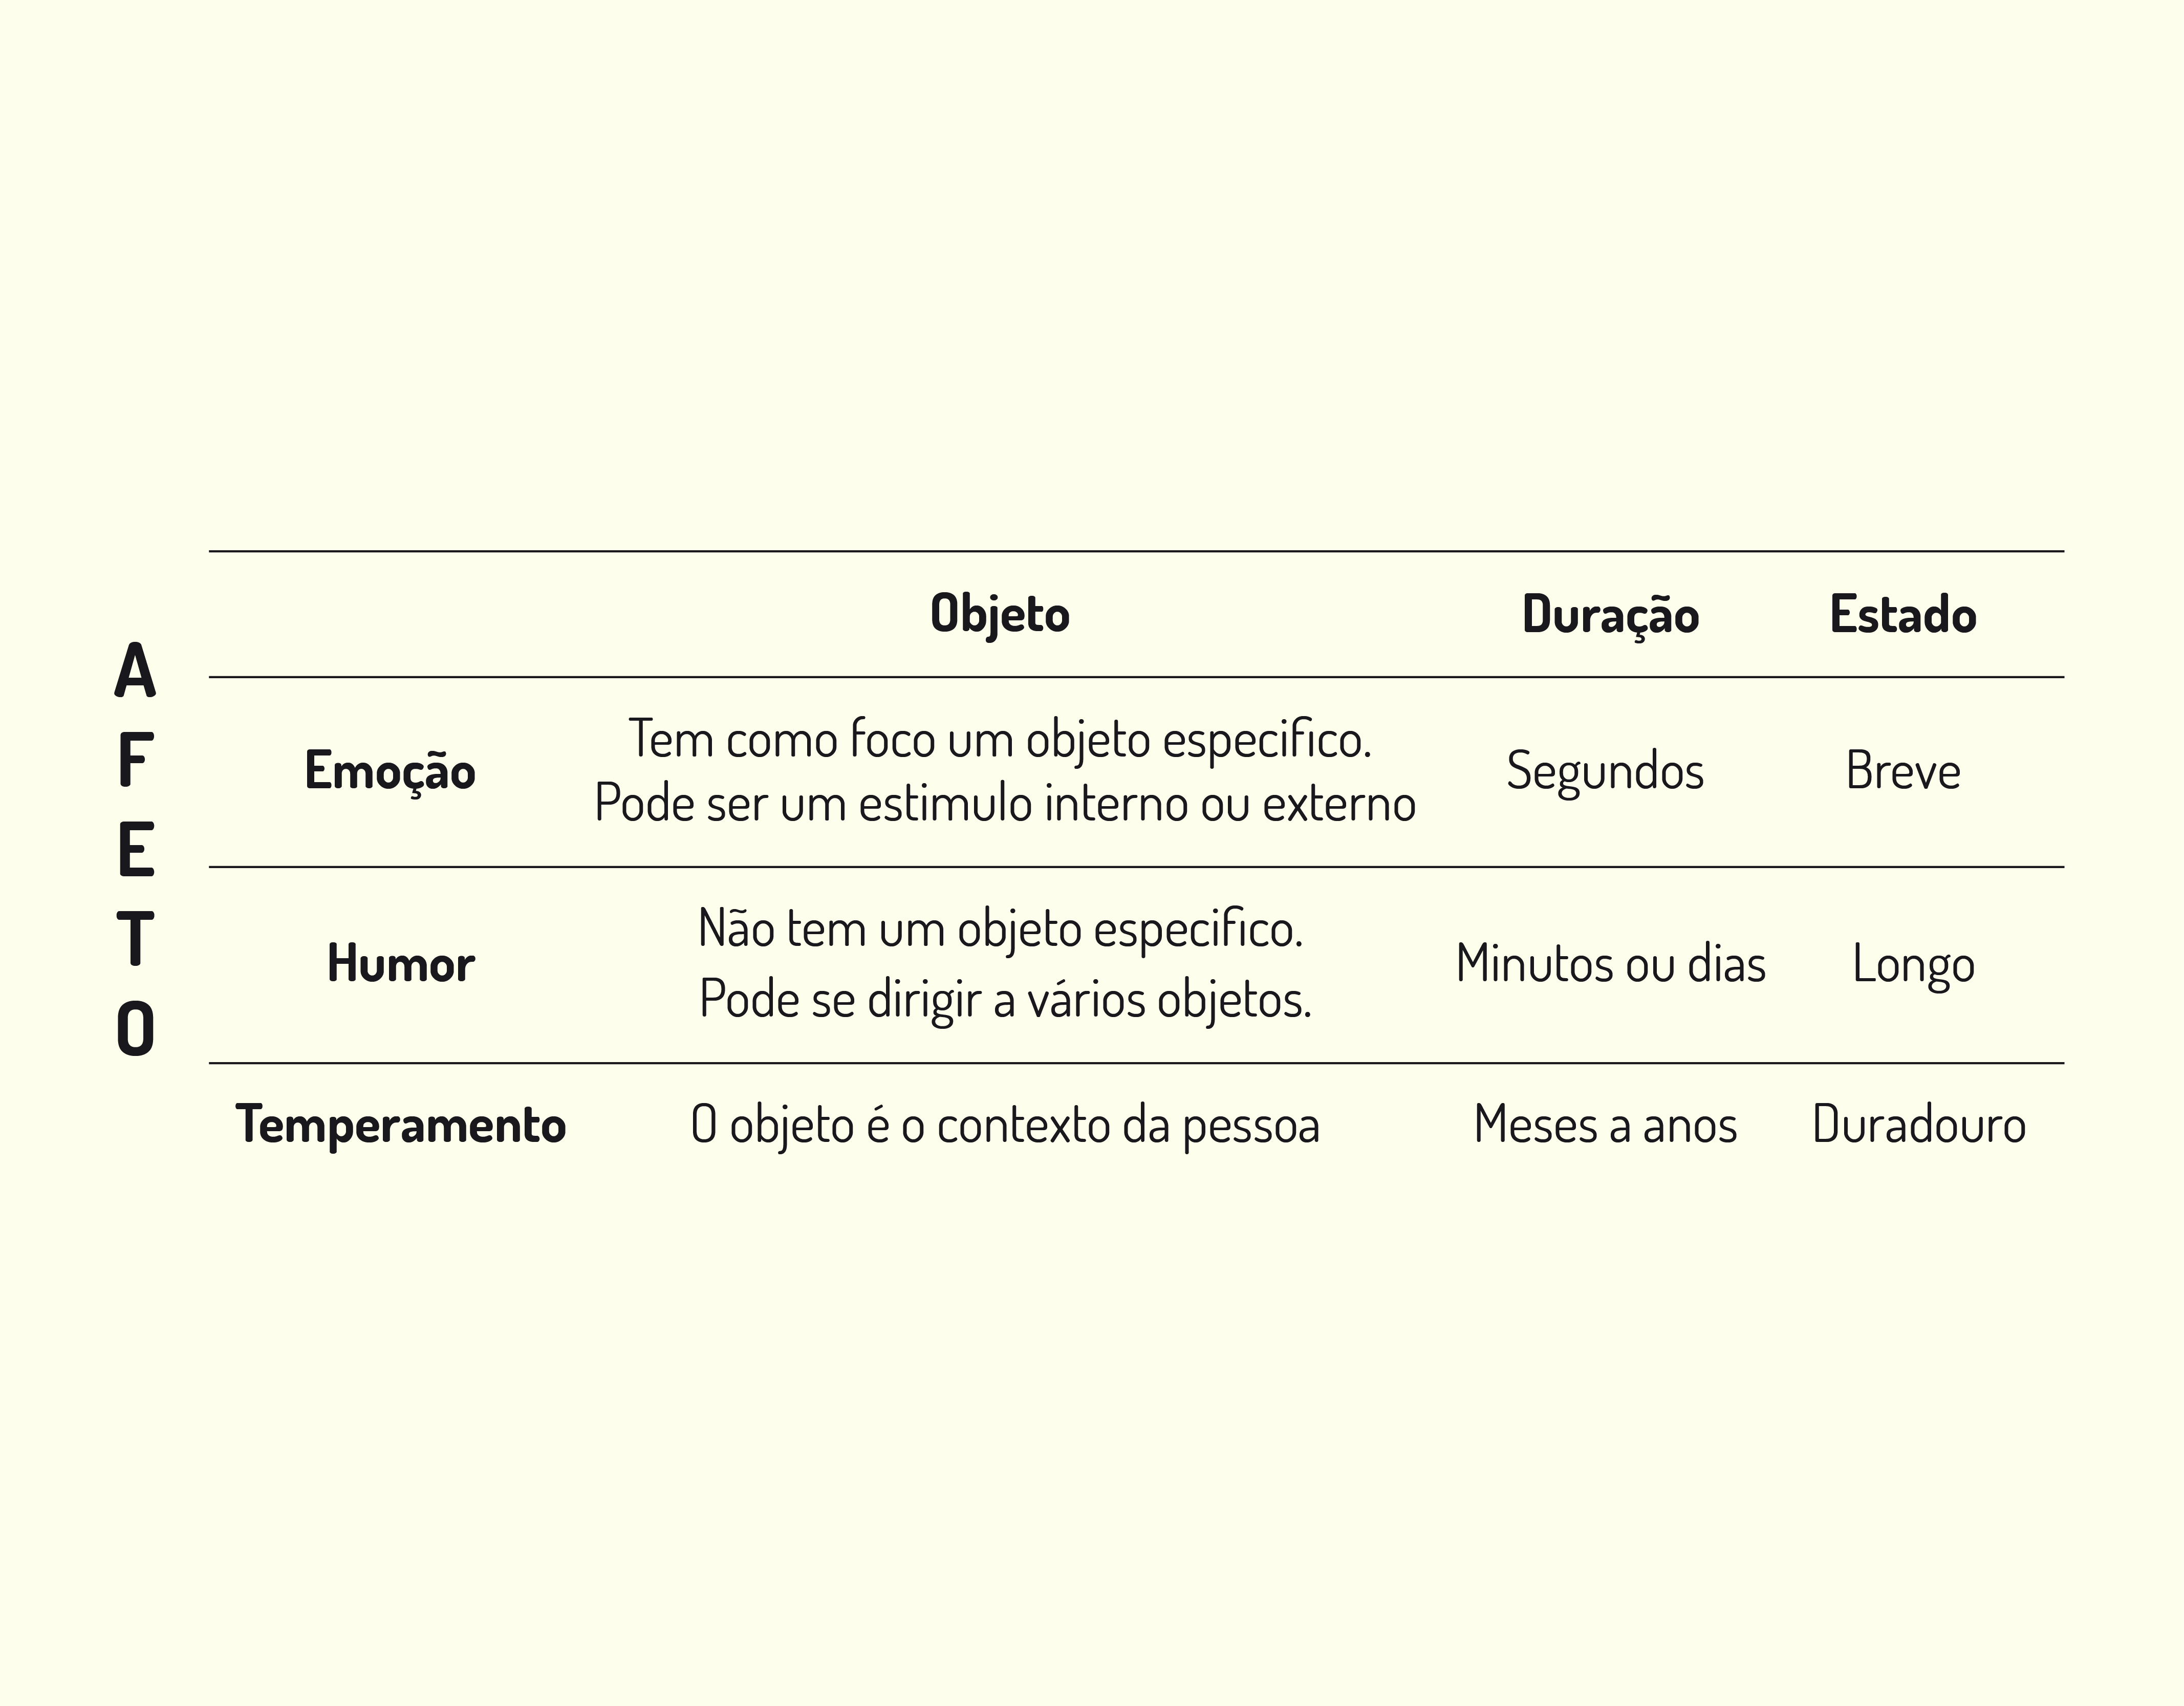 AFETO
Objeto Duração Estado
Emoção
Tem como foco um objeto especifico.
Pode ser um estimulo interno ou externo
Segundos Breve
Humor
Não tem um objeto especifico.
Pode se dirigir a vários objetos.
Minutos ou dias Longo
Temperamento O objeto é o contexto da pessoa Meses a anos Duradouro